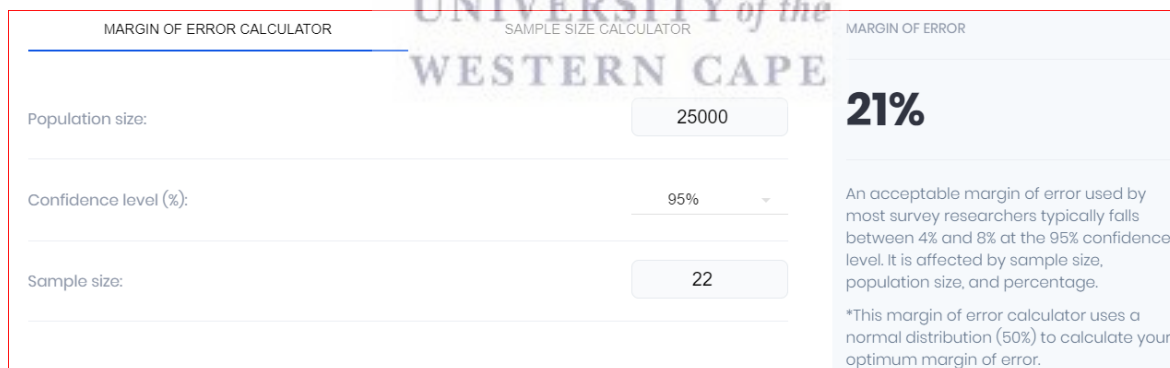 UNIVERSITY of the
WESTERN CAPE
MARGIN OF ERROR CALCULATOR
SAMPLE SIZE CALCULATOR
Population size:
25000
Confidence level (%):
95%
Sample size:
22
MARGIN OF ERROR
21%
An acceptable margin of error used by
most survey researchers typically falls
between 4% and 8% at the 95% confidence
level. It is affected by sample size,
population size, and percentage.
*This margin of error calculator uses a
normal distribution (50%) to calculate your
optimum margin of error.